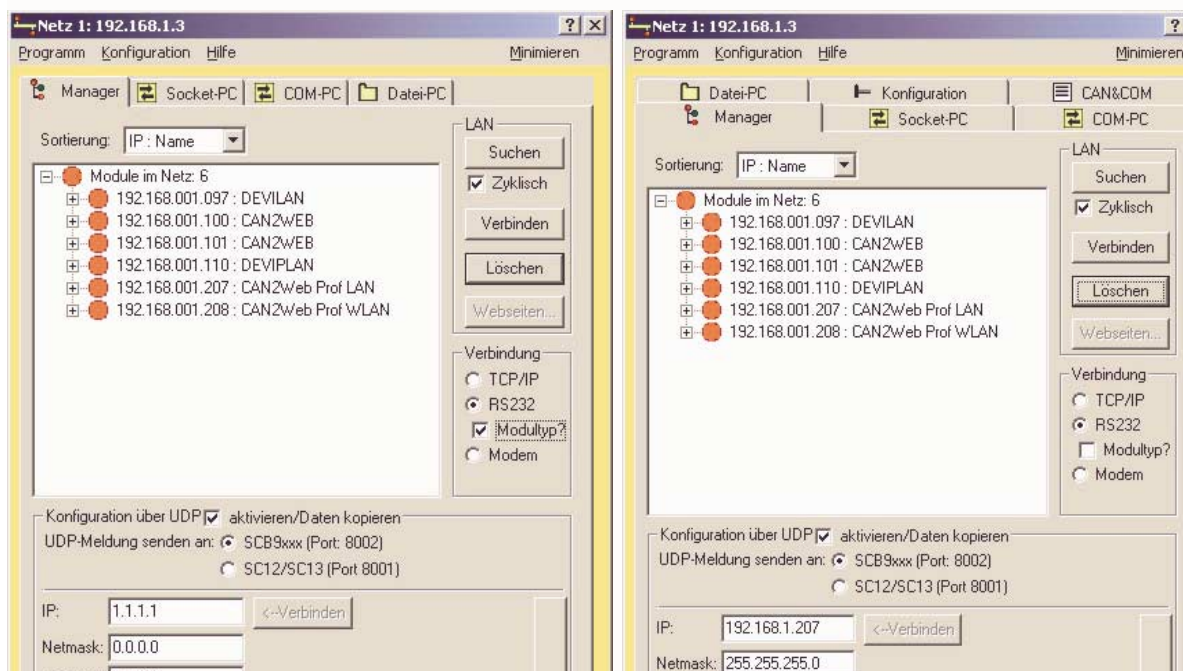 Netz 1: 192.168.1.3
Programm Konfiguration Hilfe Minimieren
Manager Socket-PC COM-PC Datei-PC
Sortierung: IP : Name
Module im Netz: 6
192.168.001.097 : DEVILAN
192.168.001.100 : CAN2WEB
192.168.001.101 : CAN2WEB
192.168.001.110 : DEVIPLAN
192.168.001.207 : CAN2Web Prof LAN
192.168.001.208 : CAN2Web Prof WLAN
LAN
Suchen
Zyklisch
Verbinden
Löschen
Webseiten...
Verbindung
TCP/IP
RS232
Modultyp?
Modem
Konfiguration über UDP aktivieren/Daten kopieren
UDP-Meldung senden an: SCB9xxx (Port: 8002)
SC12/SC13 (Port 8001)
IP: 1.1.1.1 <--Verbinden
Netmask: 0.0.0.0
Netz 1: 192.168.1.3
Programm Konfiguration Hilfe Minimieren
Datei-PC Konfiguration CAN&COM
Manager Socket-PC COM-PC
Sortierung: IP : Name
Module im Netz: 6
192.168.001.097 : DEVILAN
192.168.001.100 : CAN2WEB
192.168.001.101 : CAN2WEB
192.168.001.110 : DEVIPLAN
192.168.001.207 : CAN2Web Prof LAN
192.168.001.208 : CAN2Web Prof WLAN
LAN
Suchen
Zyklisch
Verbinden
Löschen
Webseiten...
Verbindung
TCP/IP
RS232
Modultyp?
Modem
Konfiguration über UDP aktivieren/Daten kopieren
UDP-Meldung senden an: SCB9xxx (Port: 8002)
SC12/SC13 (Port 8001)
IP: 192.168.1.207 <--Verbinden
Netmask: 255.255.255.0